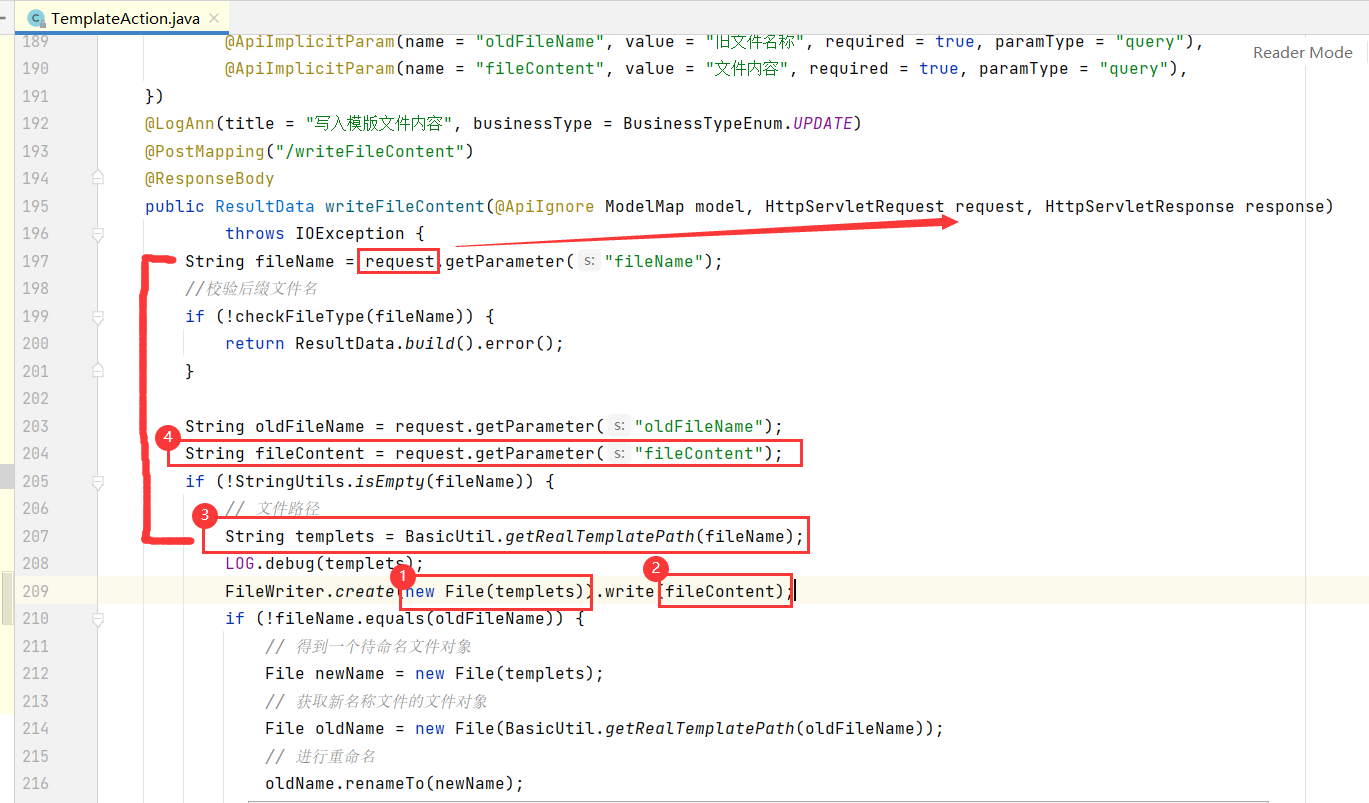 TemplateAction.java
Reader Mode
189 @ApiImplicitParam(name = "oldFileName", value = "旧文件名称", required = true, paramType = "query"),
190 @ApiImplicitParam(name = "fileContent", value = "文件内容", required = true, paramType = "query"),
191 })
192 @LogAnn(title = "写入模版文件内容", businessType = BusinessTypeEnum.UPDATE)
193 @PostMapping("/writeFileContent")
194 @ResponseBody
195 public ResultData writeFileContent(@ApiIgnore ModelMap model, HttpServletRequest request, HttpServletResponse response)
196 throws IOException {
197 String fileName = request.getParameter( s: "fileName");
198 //校验后缀文件名
199 if (!checkFileType(fileName)) {
200 return ResultData.build().error();
201 }
202
203 String oldFileName = request.getParameter( s: "oldFileName");
4
204 String fileContent = request.getParameter( s: "fileContent");
205 if (!StringUtils.isEmpty(fileName)) {
206 // 文件路径
3
207 String templets = BasicUtil.getRealTemplatePath(fileName);
208 LOG.debug(templets);
1 2
209 FileWriter.create(new File(templets)).write(fileContent);
210 if (!fileName.equals(oldFileName)) {
211 // 得到一个待命名文件对象
212 File newName = new File(templets);
213 // 获取新名称文件的文件对象
214 File oldName = new File(BasicUtil.getRealTemplatePath(oldFileName));
215 // 进行重命名
216 oldName.renameTo(newName);